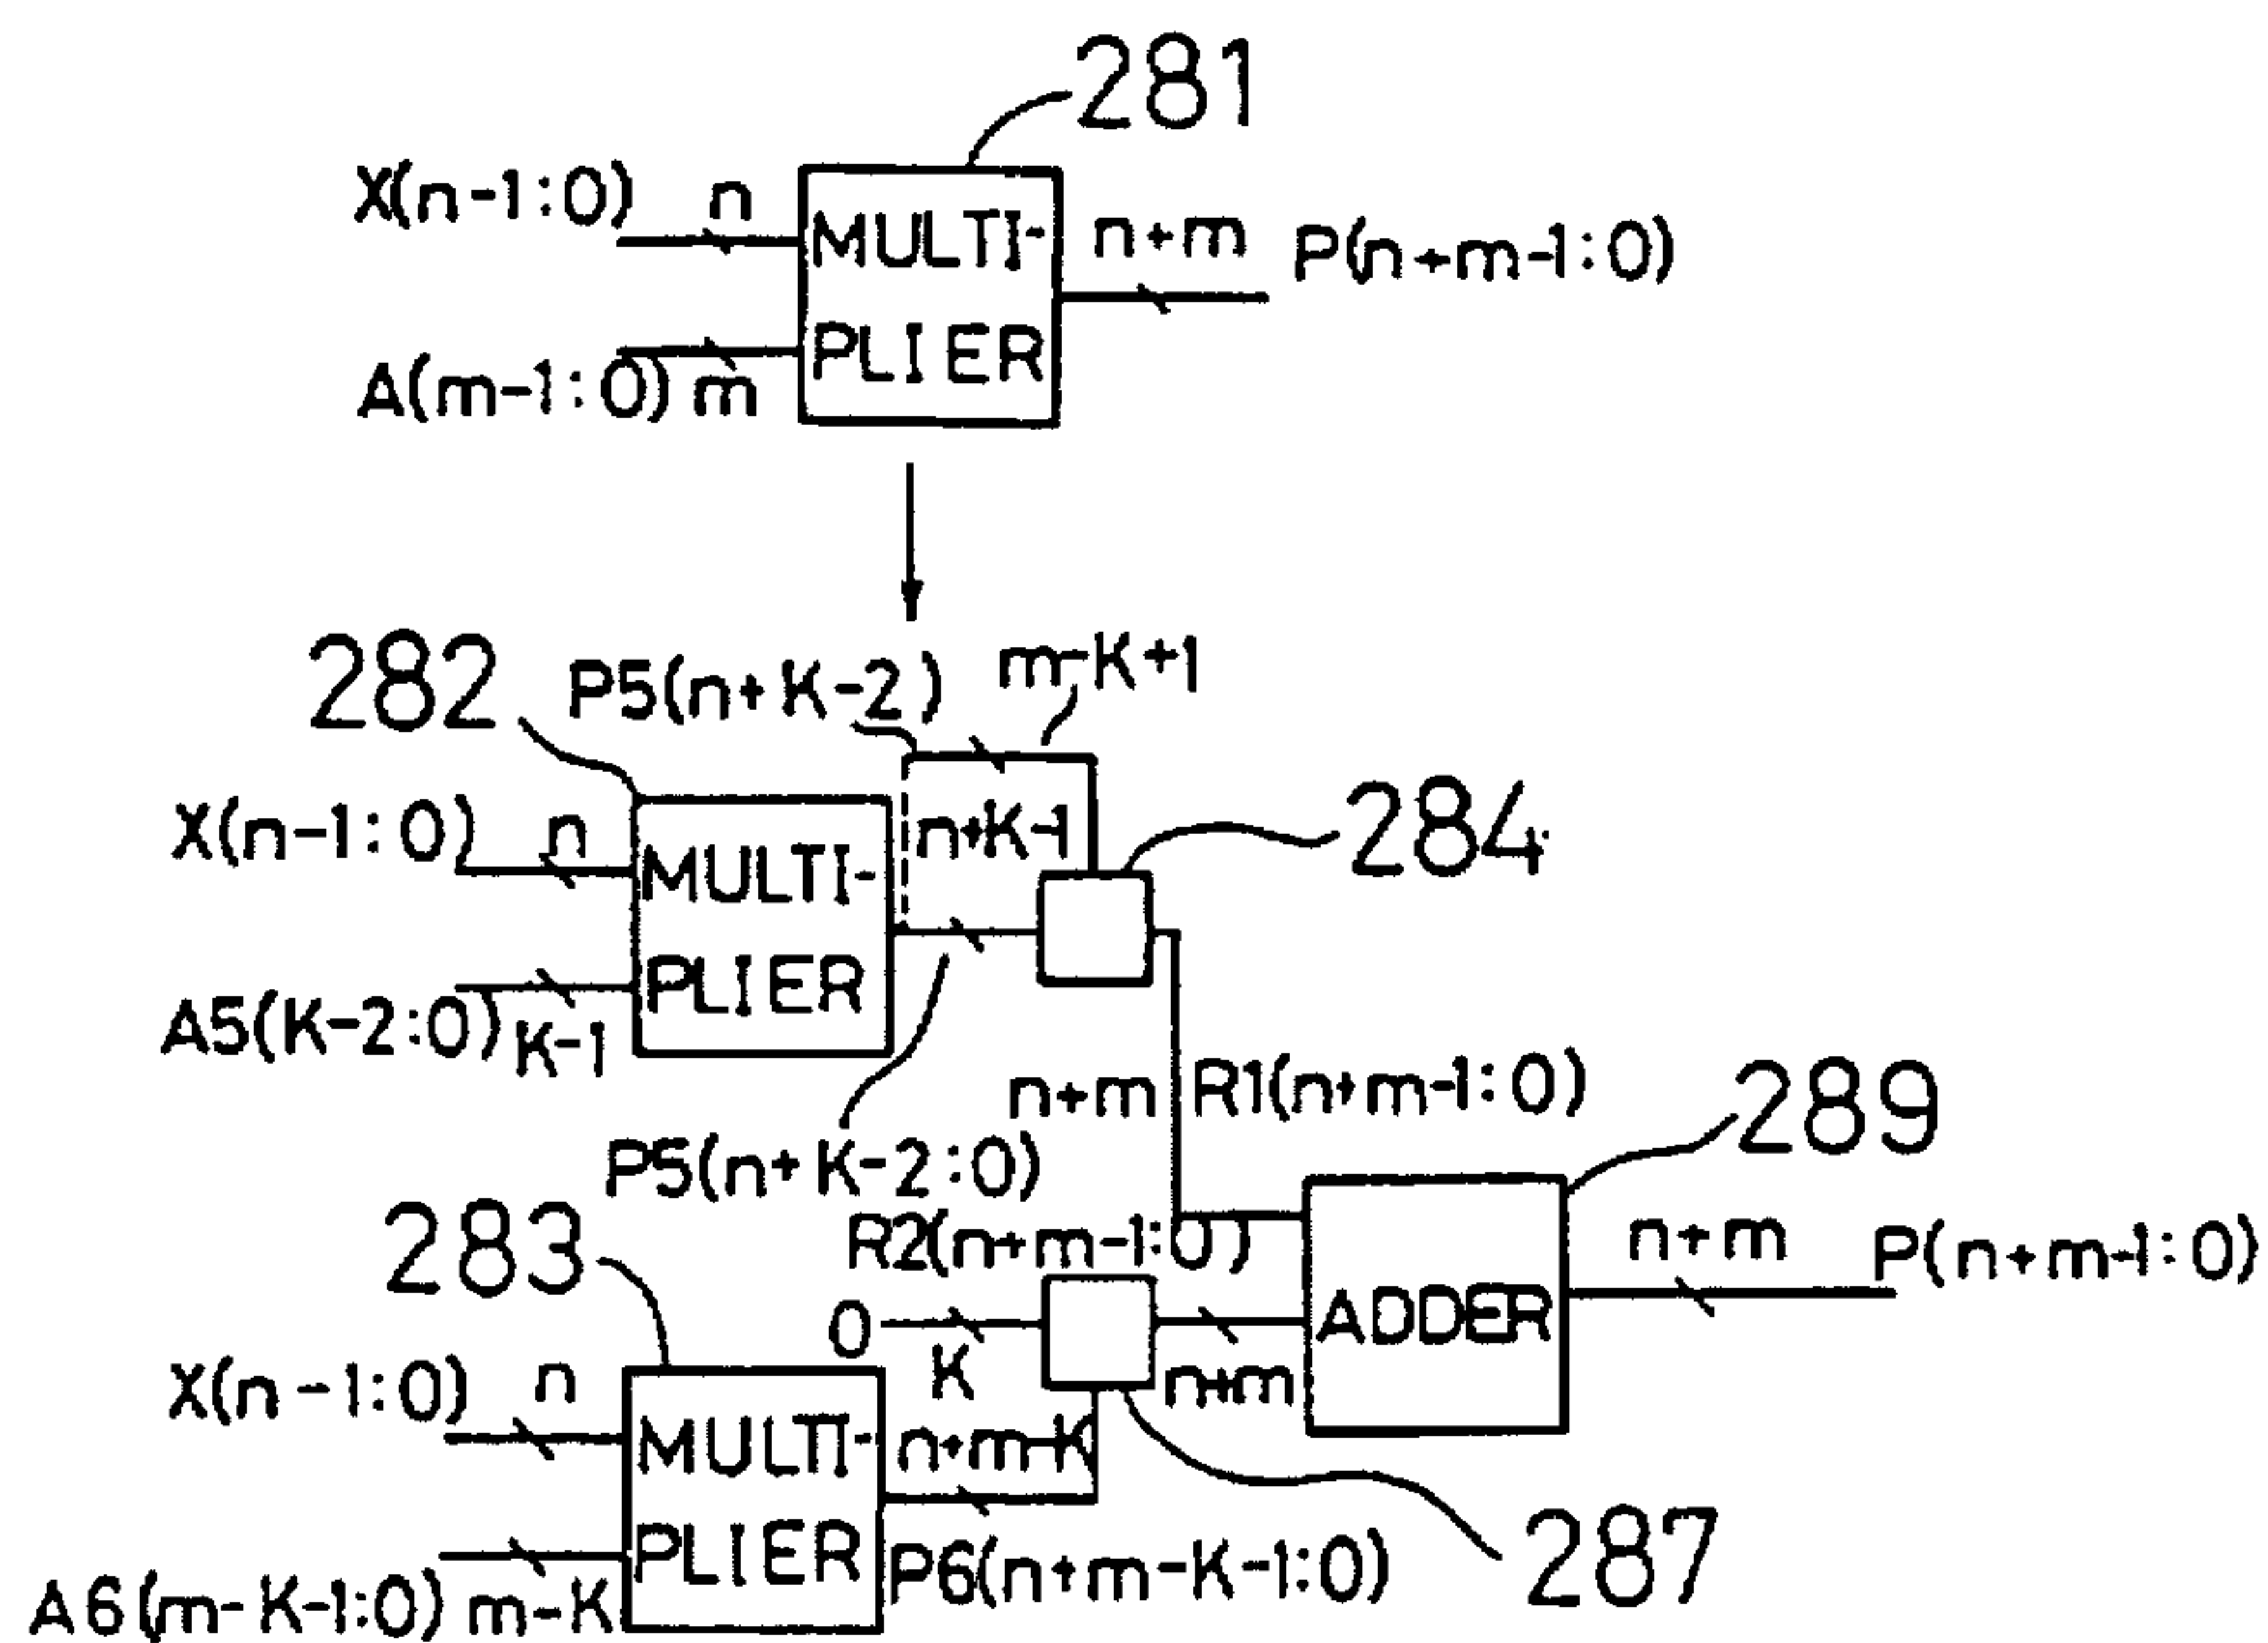 281
X(n-1:0)
n
MULTI-
PLIER
n+m
P(n+m-1:0)
A(m-1:0)
m
282
P5(n+K-2)
m-K+1
284
X(n-1:0)
n
MULTI-
PLIER
n+K-1
A5(K-2:0)
K-1
P5(n+K-2:0)
n+m
R1(n+m-1:0)
289
283
R2(n+m-1:0)
0
K
n+m
ADDER
n+m
P(n+m-1:0)
X(n-1:0)
n
MULTI-
PLIER
n+m-K
A6(m-K-1:0)
m-K
P6(n+m-K-1:0)
287